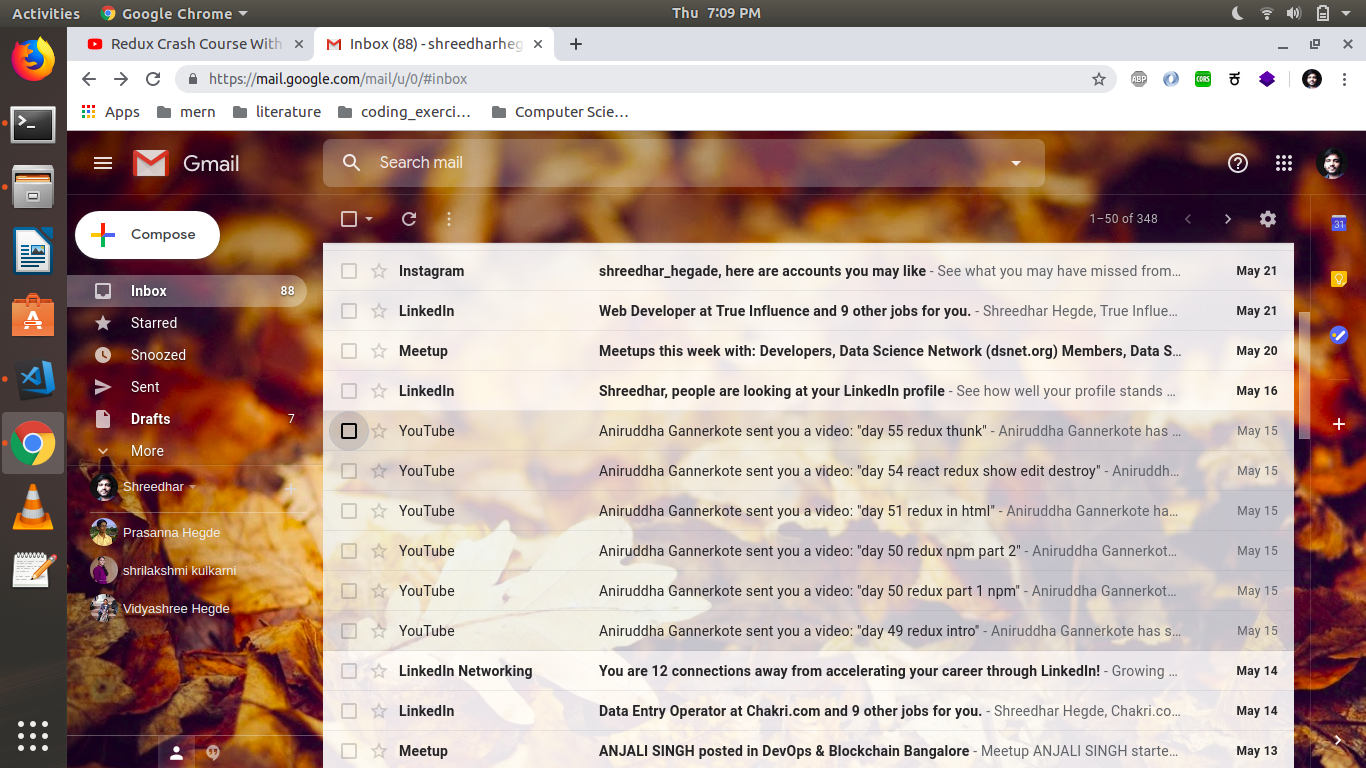 Activities Google Chrome Thu 7:09 PM
Redux Crash Course With Inbox (88) - shreedharheg
https://mail.google.com/mail/u/0/#inbox ABP CORS ಠ
Apps mern literature coding_exerci… Computer Scie…
Gmail Search mail
1–50 of 348
31
Compose
Inbox 88
Starred
Snoozed
Sent
Drafts 7
More
Shreedhar
Prasanna Hegde
shrilakshmi kulkarni
Vidyashree Hegde
Instagram shreedhar_hegade, here are accounts you may like - See what you may have missed from… May 21
LinkedIn Web Developer at True Influence and 9 other jobs for you. - Shreedhar Hegde, True Influe… May 21
Meetup Meetups this week with: Developers, Data Science Network (dsnet.org) Members, Data S… May 20
LinkedIn Shreedhar, people are looking at your LinkedIn profile - See how well your profile stands … May 16
YouTube Aniruddha Gannerkote sent you a video: "day 55 redux thunk" - Aniruddha Gannerkote has … May 15
YouTube Aniruddha Gannerkote sent you a video: "day 54 react redux show edit destroy" - Aniruddh… May 15
YouTube Aniruddha Gannerkote sent you a video: "day 51 redux in html" - Aniruddha Gannerkote ha… May 15
YouTube Aniruddha Gannerkote sent you a video: "day 50 redux npm part 2" - Aniruddha Gannerkot… May 15
YouTube Aniruddha Gannerkote sent you a video: "day 50 redux part 1 npm" - Aniruddha Gannerkot… May 15
YouTube Aniruddha Gannerkote sent you a video: "day 49 redux intro" - Aniruddha Gannerkote has s… May 15
LinkedIn Networking You are 12 connections away from accelerating your career through LinkedIn! - Growing … May 14
LinkedIn Data Entry Operator at Chakri.com and 9 other jobs for you. - Shreedhar Hegde, Chakri.co… May 14
Meetup ANJALI SINGH posted in DevOps & Blockchain Bangalore - Meetup ANJALI SINGH starte… May 13